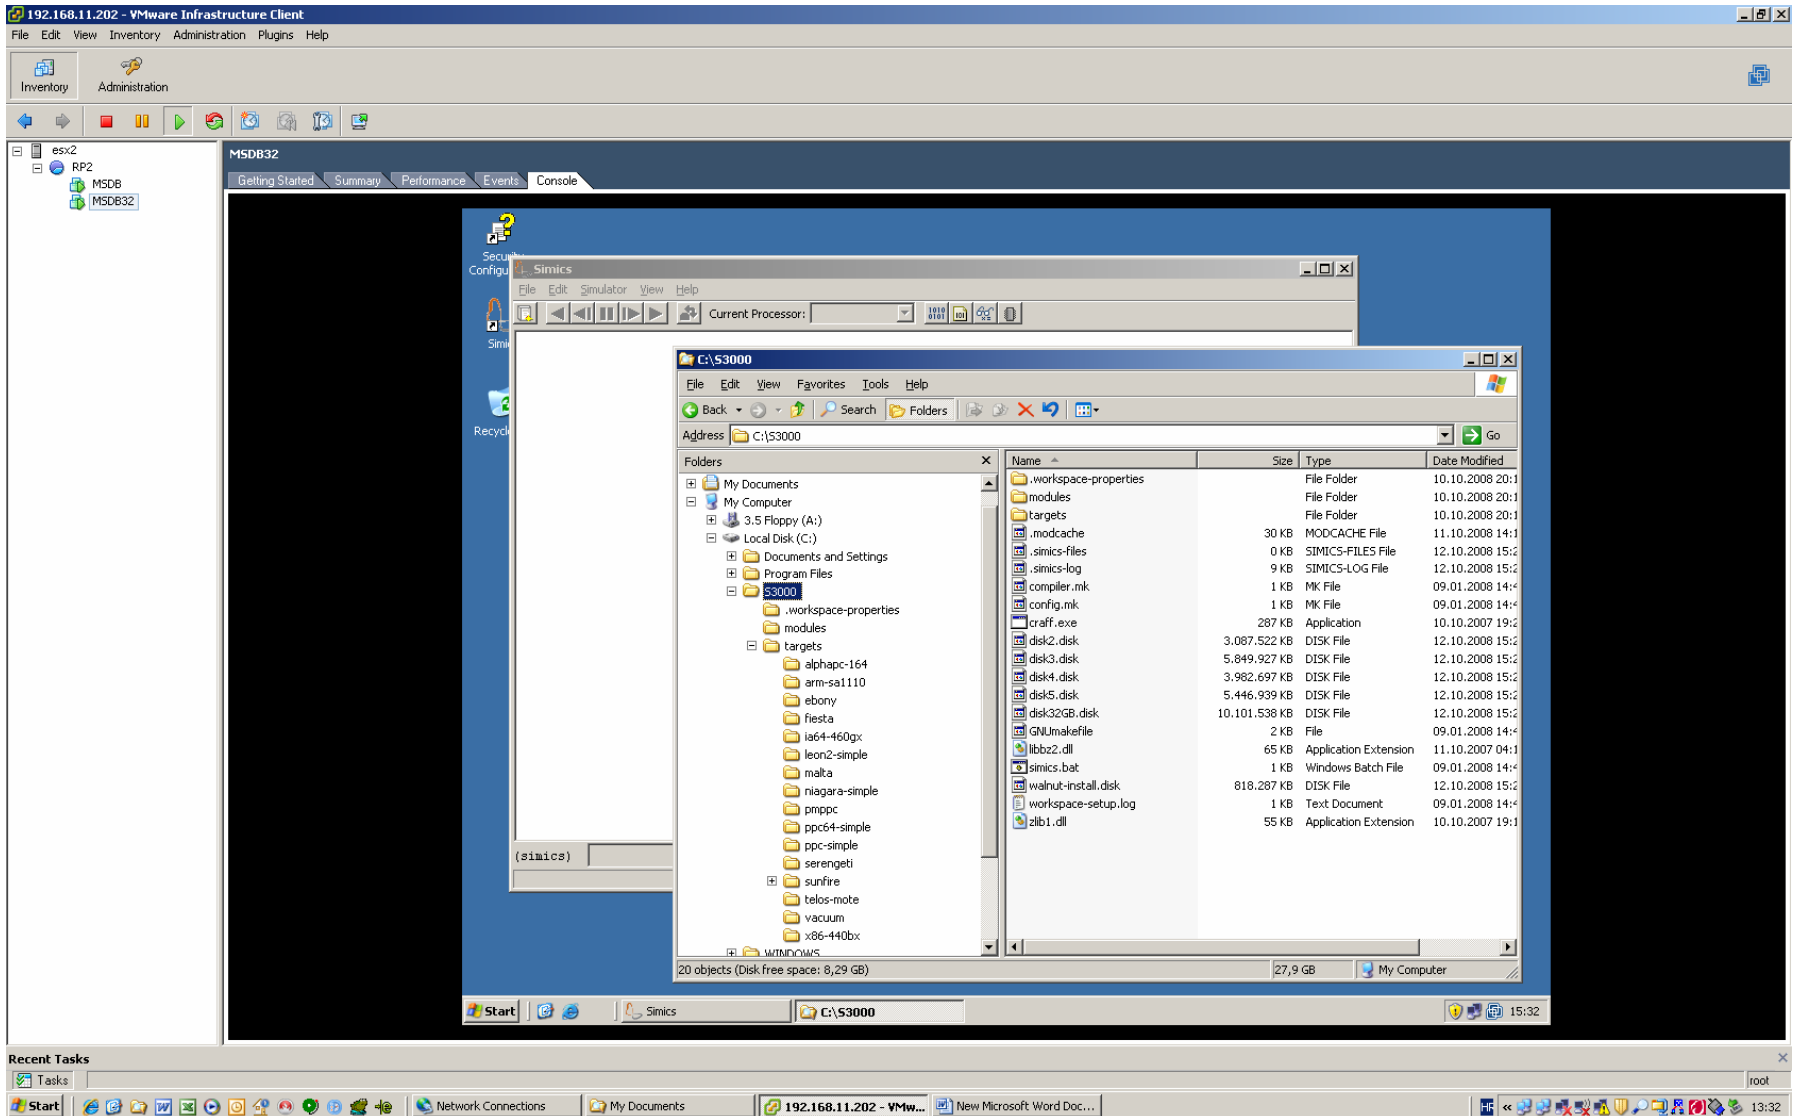 192.168.11.202 - VMware Infrastructure Client
File Edit View Inventory Administration Plugins Help
Inventory Administration
esx2
RP2
MSDB
MSDB32
MSDB32
Getting Started Summary Performance Events Console
Security
Configu
Simi
Recycl
Simics
File Edit Simulator View Help
Current Processor:
(simics)
C:\S3000
File Edit View Favorites Tools Help
Back Search Folders
Address C:\S3000 Go
Folders
My Documents
My Computer
3.5 Floppy (A:)
Local Disk (C:)
Documents and Settings
Program Files
S3000
.workspace-properties
modules
targets
alphapc-164
arm-sa1110
ebony
fiesta
ia64-460gx
leon2-simple
malta
niagara-simple
pmppc
ppc64-simple
ppc-simple
serengeti
sunfire
telos-mote
vacuum
x86-440bx
WINDOWS
Name Size Type Date Modified
.workspace-properties File Folder 10.10.2008 20:1
modules File Folder 10.10.2008 20:1
targets File Folder 10.10.2008 20:1
.modcache 30 KB MODCACHE File 11.10.2008 14:1
.simics-files 0 KB SIMICS-FILES File 12.10.2008 15:2
.simics-log 9 KB SIMICS-LOG File 12.10.2008 15:2
compiler.mk 1 KB MK File 09.01.2008 14:4
config.mk 1 KB MK File 09.01.2008 14:4
craff.exe 287 KB Application 10.10.2007 19:2
disk2.disk 3.087.522 KB DISK File 12.10.2008 15:2
disk3.disk 5.849.927 KB DISK File 12.10.2008 15:2
disk4.disk 3.982.697 KB DISK File 12.10.2008 15:2
disk5.disk 5.446.939 KB DISK File 12.10.2008 15:2
disk32GB.disk 10.101.538 KB DISK File 12.10.2008 15:2
GNUmakefile 2 KB File 09.01.2008 14:4
libbz2.dll 65 KB Application Extension 11.10.2007 04:1
simics.bat 1 KB Windows Batch File 09.01.2008 14:4
walnut-install.disk 818.287 KB DISK File 12.10.2008 15:2
workspace-setup.log 1 KB Text Document 09.01.2008 14:4
zlib1.dll 55 KB Application Extension 10.10.2007 19:1
20 objects (Disk free space: 8,29 GB) 27,9 GB My Computer
Start Simics C:\S3000 15:32
Recent Tasks
Tasks root
Start Network Connections My Documents 192.168.11.202 - VMw... New Microsoft Word Doc... HR « 13:32